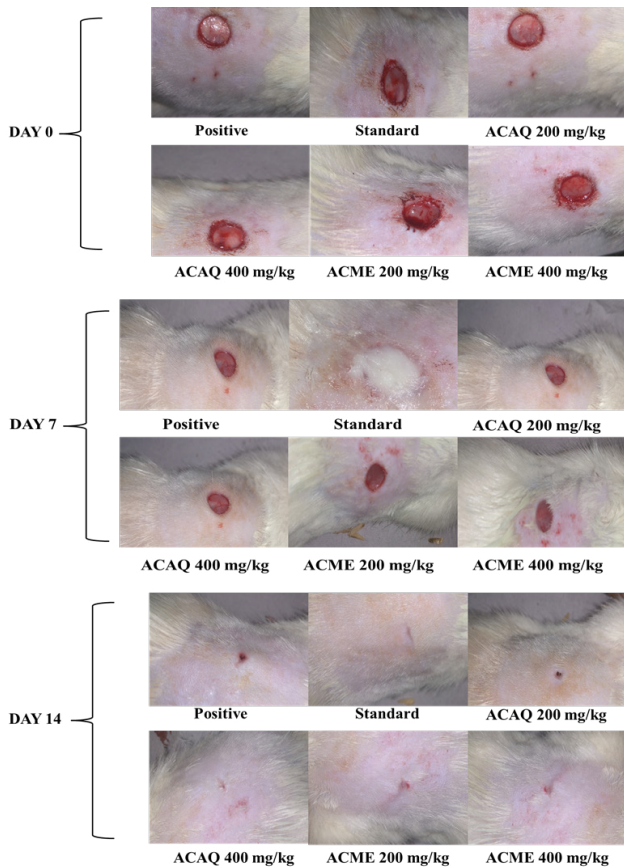 DAY 0
Positive
Standard
ACAQ 200 mg/kg
ACAQ 400 mg/kg
ACME 200 mg/kg
ACME 400 mg/kg
DAY 7
Positive
Standard
ACAQ 200 mg/kg
ACAQ 400 mg/kg
ACME 200 mg/kg
ACME 400 mg/kg
DAY 14
Positive
Standard
ACAQ 200 mg/kg
ACAQ 400 mg/kg
ACME 200 mg/kg
ACME 400 mg/kg